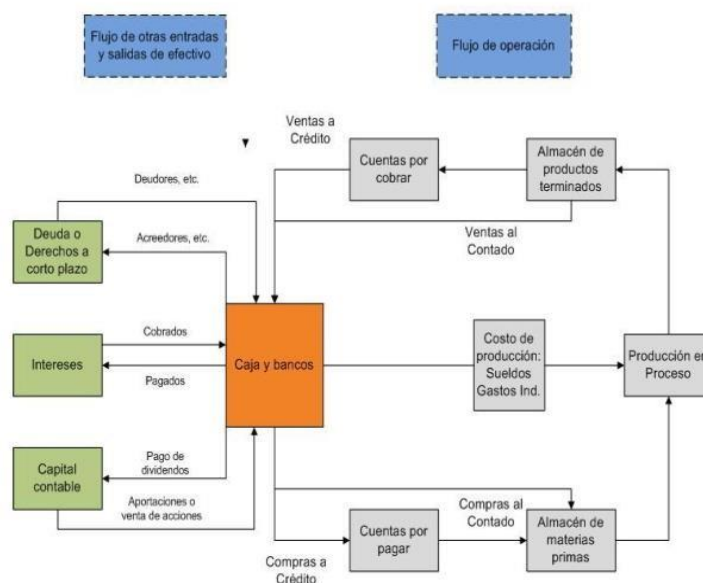 Flujo de otras entradas
y salidas de efectivo
Flujo de operación
Ventas a
Crédito
Cuentas por
cobrar
Almacén de
productos
terminados
Deudores, etc.
Deuda o
Derechos a
corto plazo
Acreedores, etc.
Ventas al
Contado
Intereses
Cobrados
Pagados
Caja y bancos
Costo de
producción:
Sueldos
Gastos Ind.
Producción en
Proceso
Capital
contable
Pago de
dividendos
Aportaciones o
venta de acciones
Compras a
Crédito
Cuentas por
pagar
Compras al
Contado
Almacén de
materias
primas